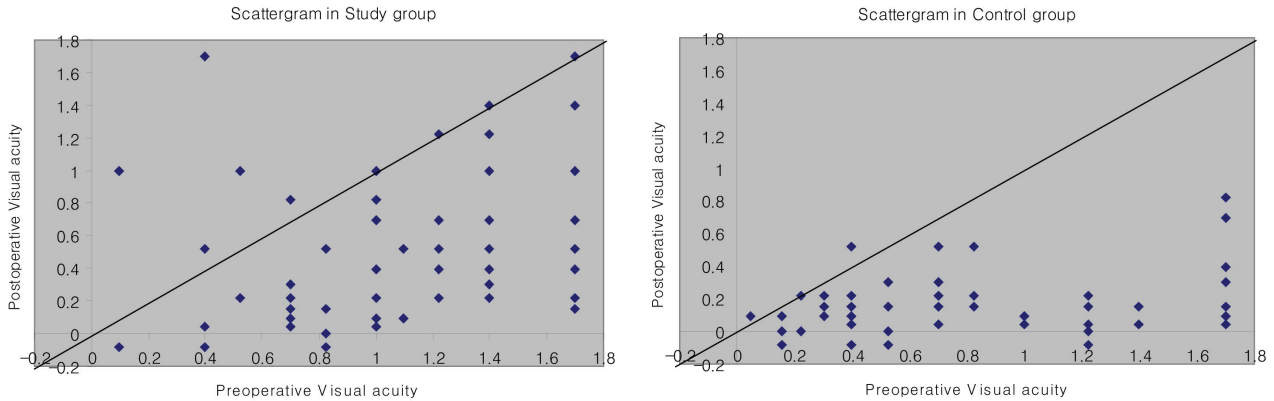 Scattergram in Study group
Postoperative Visual acuity
1.8
1.6
1.4
1.2
1
0.8
0.6
0.4
0.2
0
-0.2
-0.2 0 0.2 0.4 0.6 0.8 1 1.2 1.4 1.6 1.8
Preoperative Visual acuity
Scattergram in Control group
Postoperative Visual acuity
1.8
1.6
1.4
1.2
1
0.8
0.6
0.4
0.2
0
-0.2
-0.2 0 0.2 0.4 0.6 0.8 1 1.2 1.4 1.6 1.8
Preoperative Visual acuity